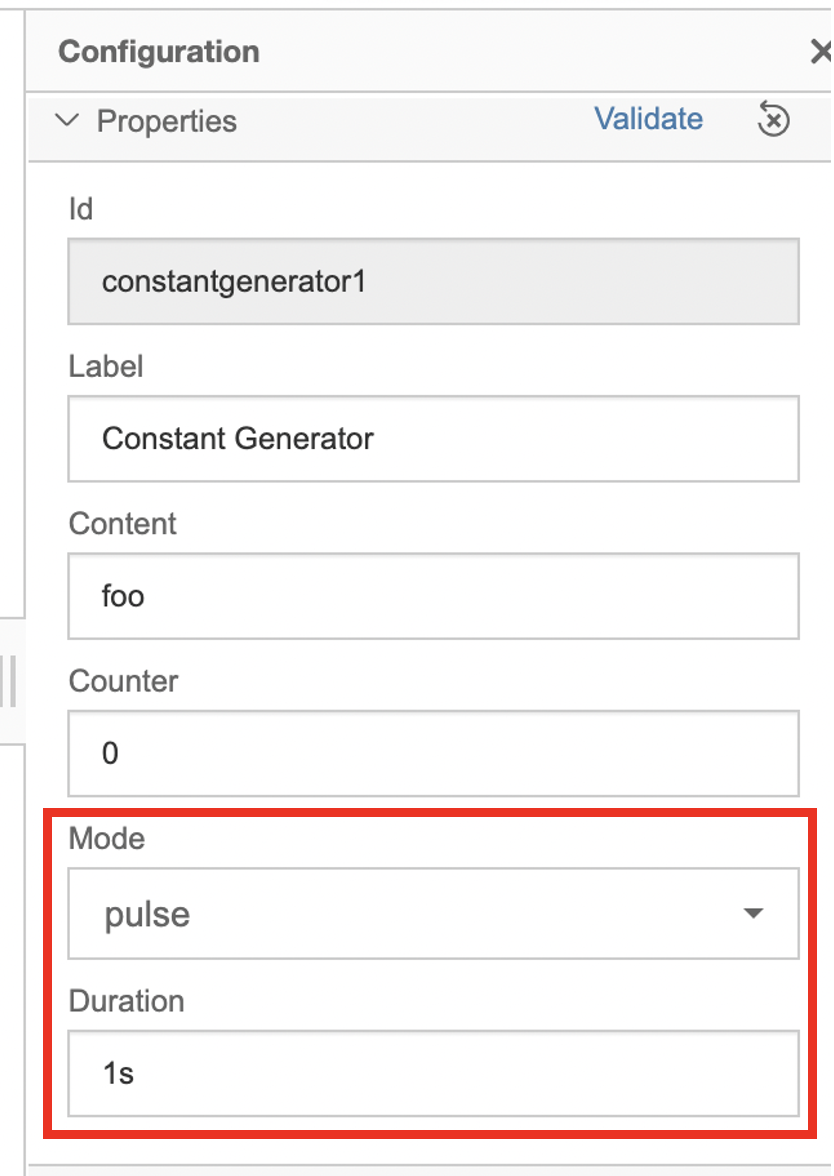 Configuration
Properties
Validate
Id
constantgenerator1
Label
Constant Generator
Content
foo
Counter
0
Mode
pulse
Duration
1s